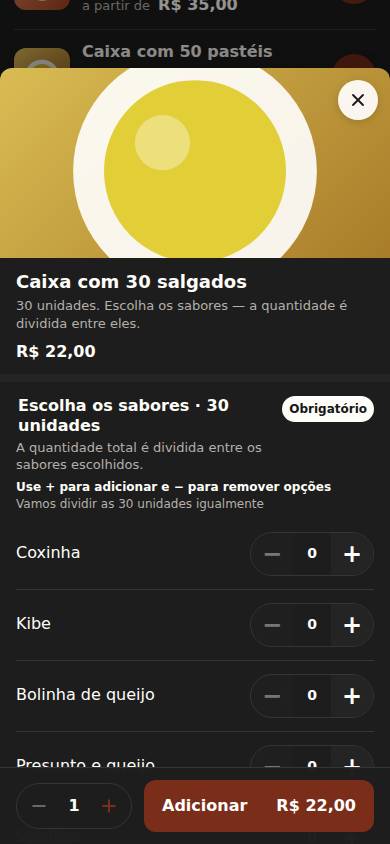 a partir de R$ 35,00
Caixa com 50 pastéis
Caixa com 30 salgados
30 unidades. Escolha os sabores — a quantidade é
dividida entre eles.
R$ 22,00
Escolha os sabores · 30
unidades
Obrigatório
A quantidade total é dividida entre os
sabores escolhidos.
Use + para adicionar e − para remover opções
Vamos dividir as 30 unidades igualmente
Coxinha − 0 +
Kibe − 0 +
Bolinha de queijo − 0 +
Presunto e queijo − 0 +
− 1 + Adicionar R$ 22,00